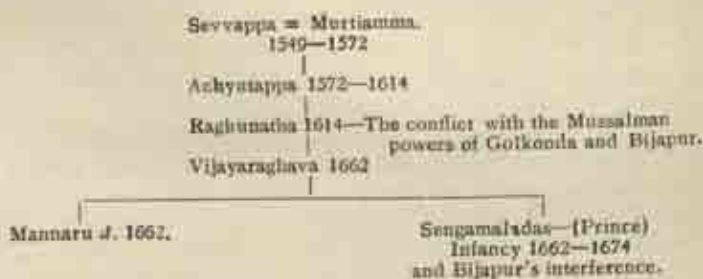 Sevvappa = Murtiamma.
1549—1572
Achyutappa 1572—1614
Raghunatha 1614—The conflict with the Mussalman
powers of Golkonda and Bijapur.
Vijayaraghava 1662
Mannaru d. 1662.
Sengamaladas—(Prince)
Infancy 1662—1674
and Bijapur's interference.